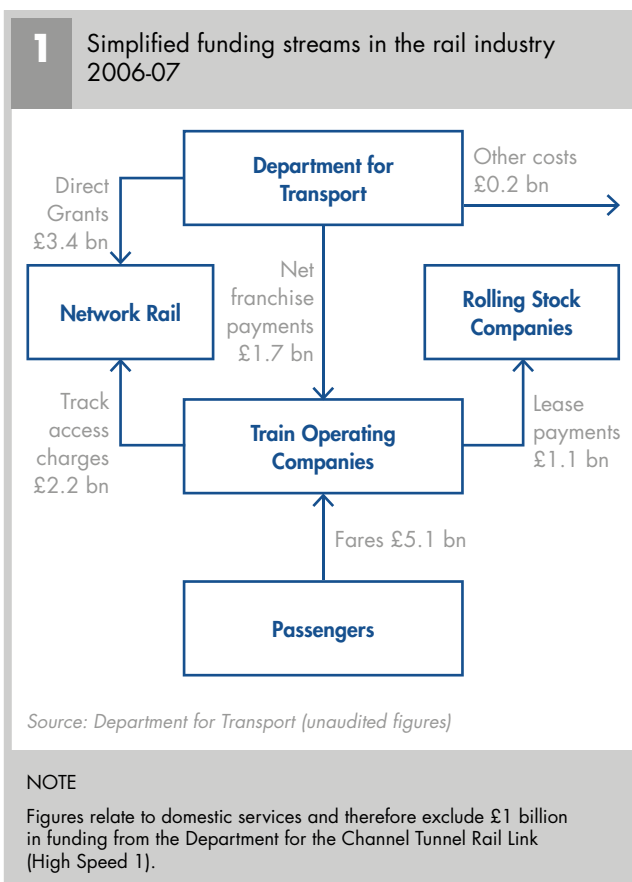 1
Simplified funding streams in the rail industry
2006-07
Department for
Transport
Other costs
£0.2 bn
Direct
Grants
£3.4 bn
Network Rail
Net
franchise
payments
£1.7 bn
Rolling Stock
Companies
Track
access
charges
£2.2 bn
Train Operating
Companies
Lease
payments
£1.1 bn
Fares £5.1 bn
Passengers
Source: Department for Transport (unaudited figures)
NOTE
Figures relate to domestic services and therefore exclude £1 billion
in funding from the Department for the Channel Tunnel Rail Link
(High Speed 1).